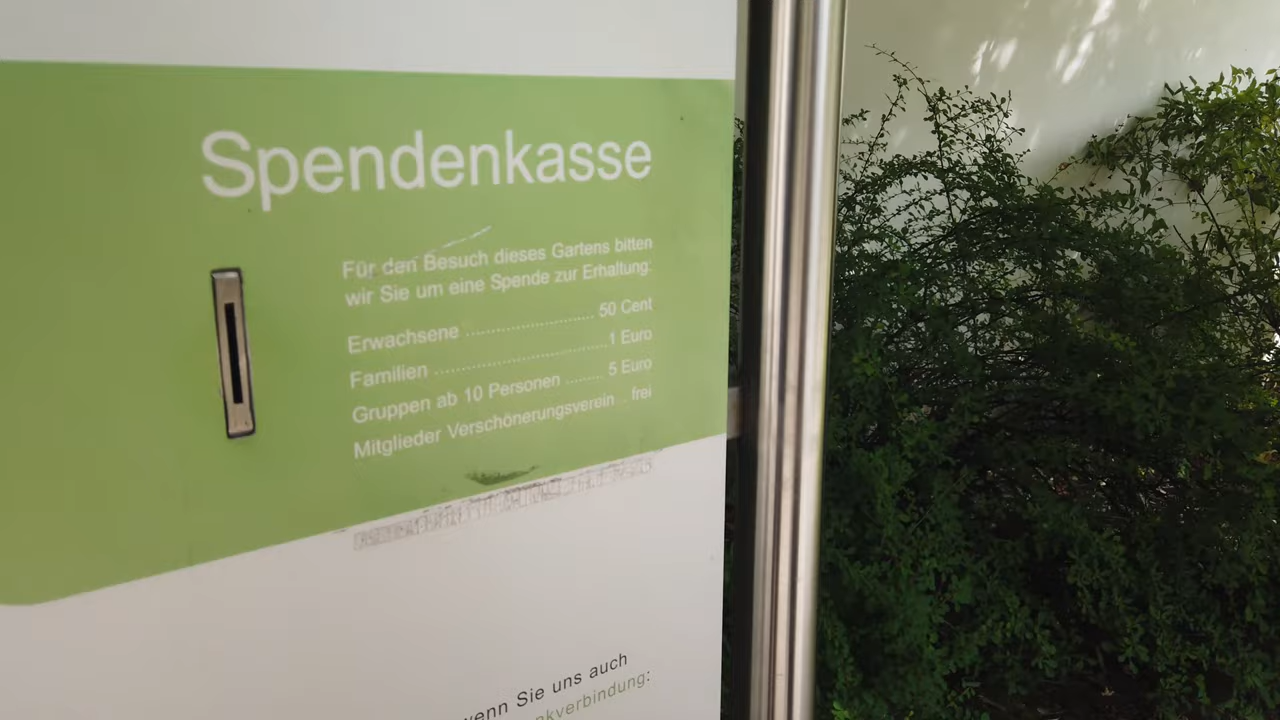 Spendenkasse
Für den Besuch dieses Gartens bitten
wir Sie um eine Spende zur Erhaltung:
Erwachsene ........................... 50 Cent
Familien ..................................... 1 Euro
Gruppen ab 10 Personen ........ 5 Euro
Mitglieder Verschönerungsverein .. frei
wenn Sie uns auch
nkverbindung: